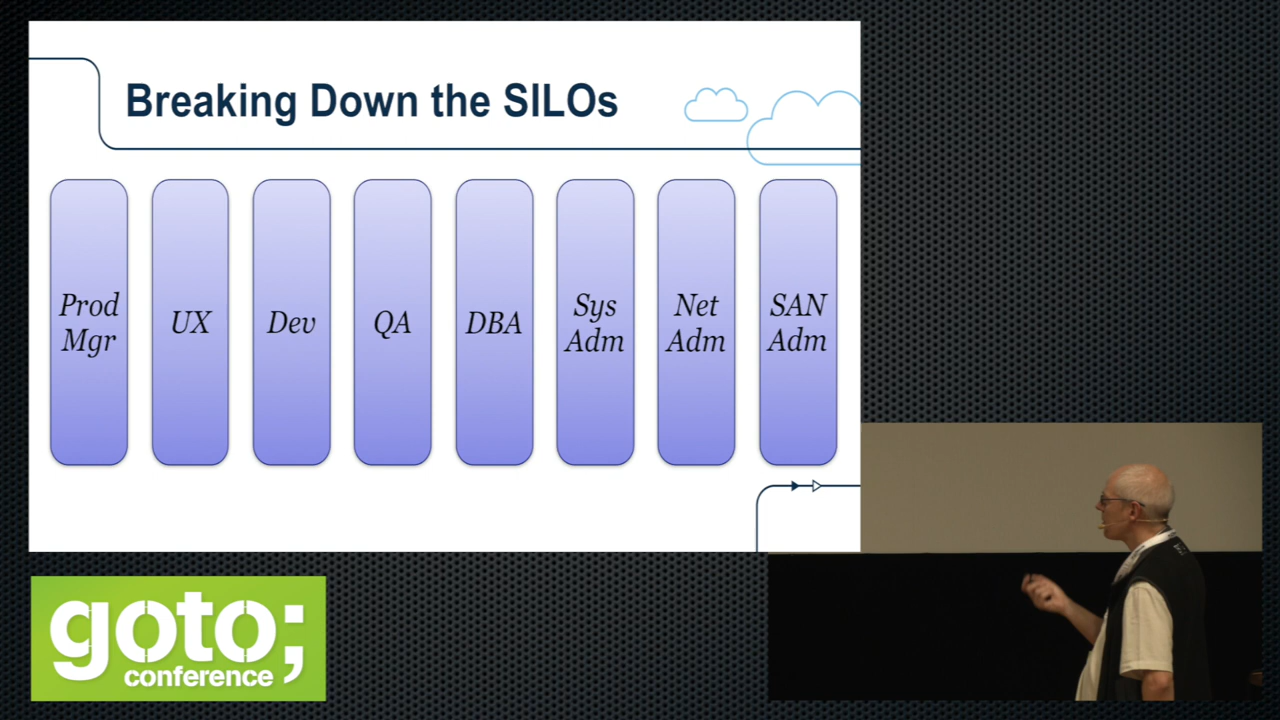 Breaking Down the SILOs
Prod
Mgr
UX
Dev
QA
DBA
Sys
Adm
Net
Adm
SAN
Adm
goto;
conference